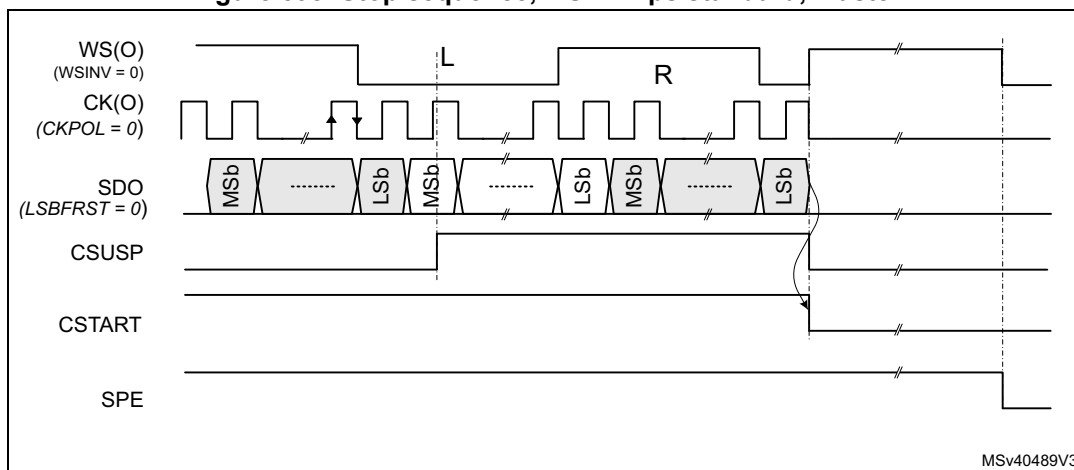 WS(O)
(WSINV = 0)
L
R
CK(O)
(CKPOL = 0)
SDO
(LSBFRST = 0)
MSb
--------
LSb
MSb
--------
LSb
MSb
--------
LSb
CSUSP
CSTART
SPE
MSv40489V3